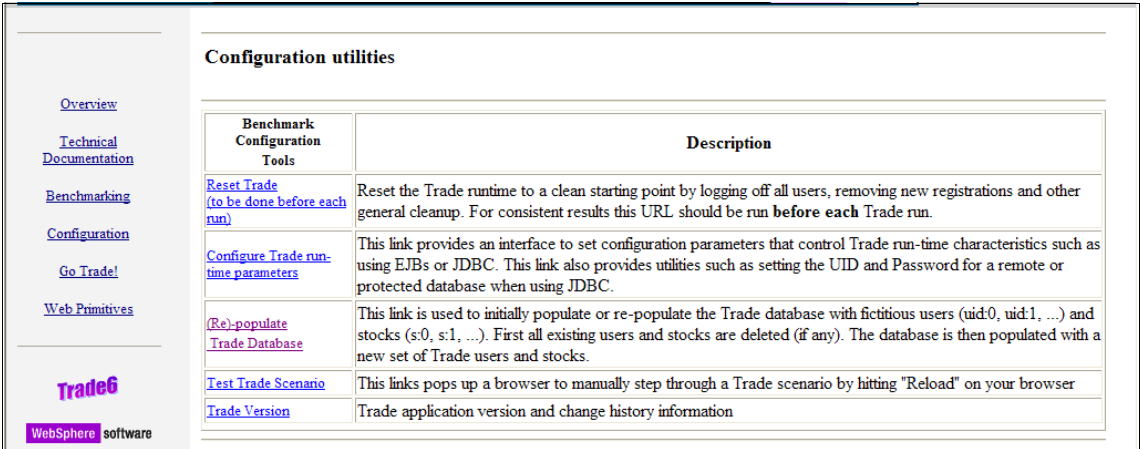 Configuration utilities
Overview
Technical
Documentation
Benchmarking
Configuration
Go Trade!
Web Primitives
Trade6
WebSphere software
Benchmark
Configuration
Tools
Description
Reset Trade
(to be done before each
run)
Reset the Trade runtime to a clean starting point by logging off all users, removing new registrations and other
general cleanup. For consistent results this URL should be run before each Trade run.
Configure Trade run-
time parameters
This link provides an interface to set configuration parameters that control Trade run-time characteristics such as
using EJBs or JDBC. This link also provides utilities such as setting the UID and Password for a remote or
protected database when using JDBC.
(Re)-populate
Trade Database
This link is used to initially populate or re-populate the Trade database with fictitious users (uid:0, uid:1, ...) and
stocks (s:0, s:1, ...). First all existing users and stocks are deleted (if any). The database is then populated with a
new set of Trade users and stocks.
Test Trade Scenario
This links pops up a browser to manually step through a Trade scenario by hitting "Reload" on your browser
Trade Version
Trade application version and change history information